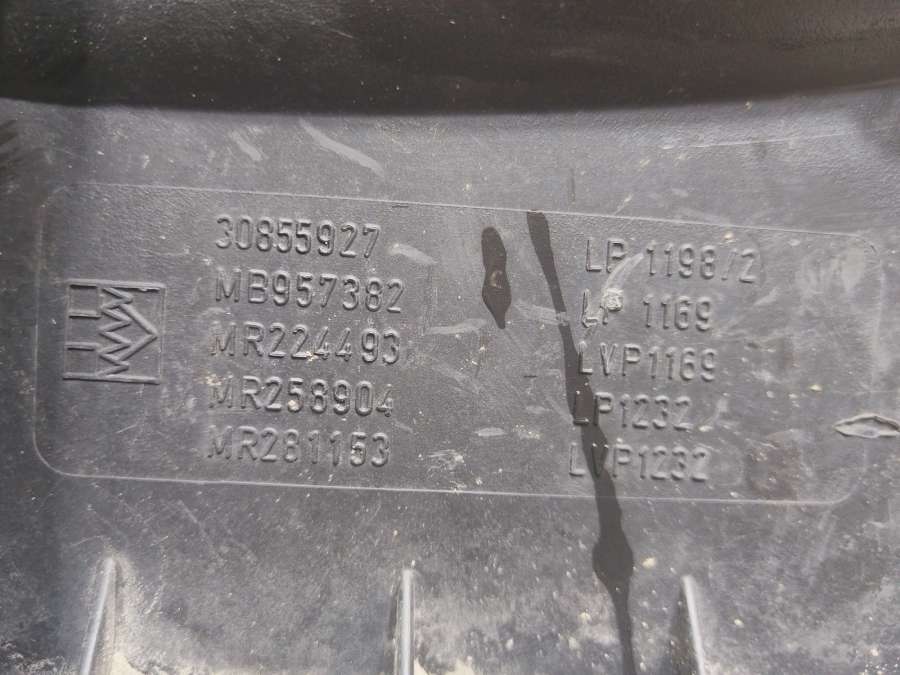 30855927
MB957382
MR224493
MR258904
MR281153
LP 1198/2
LP 1169
LVP1169
LP1232
LVP1232